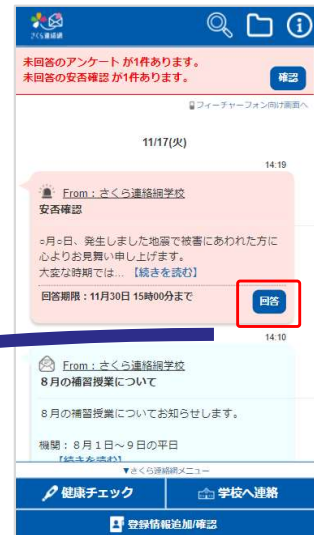 さくら連絡網
未回答のアンケート が1件あります。
未回答の安否確認 が1件あります。
確認
フィーチャーフォン向け画面へ
11/17(火)
14:19
From：さくら連絡網学校
安否確認
○月○日、発生しました地震で被害にあわれた方に
心よりお見舞い申し上げます。
大変な時期では... 【続きを読む】
回答期限：11月30日 15時00分まで
回答
14:10
From：さくら連絡網学校
8月の補習授業について
8月の補習授業についてお知らせします。
機関：8月1日～9日の平日
【続きを読む】
▼さくら連絡網メニュー
健康チェック
学校へ連絡
登録情報追加/確認